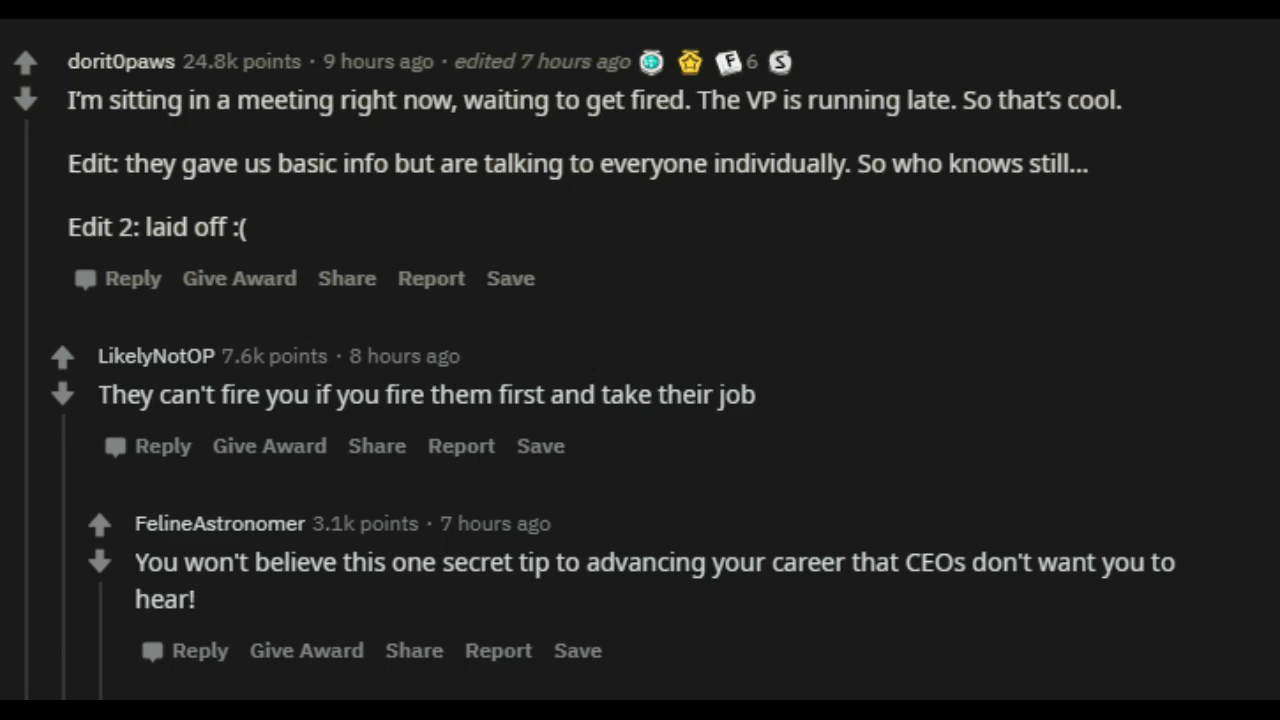 dorit0paws 24.8k points · 9 hours ago · edited 7 hours ago F 6 S
I'm sitting in a meeting right now, waiting to get fired. The VP is running late. So that's cool.
Edit: they gave us basic info but are talking to everyone individually. So who knows still...
Edit 2: laid off :(
Reply Give Award Share Report Save
LikelyNotOP 7.6k points · 8 hours ago
They can't fire you if you fire them first and take their job
Reply Give Award Share Report Save
FelineAstronomer 3.1k points · 7 hours ago
You won't believe this one secret tip to advancing your career that CEOs don't want you to
hear!
Reply Give Award Share Report Save